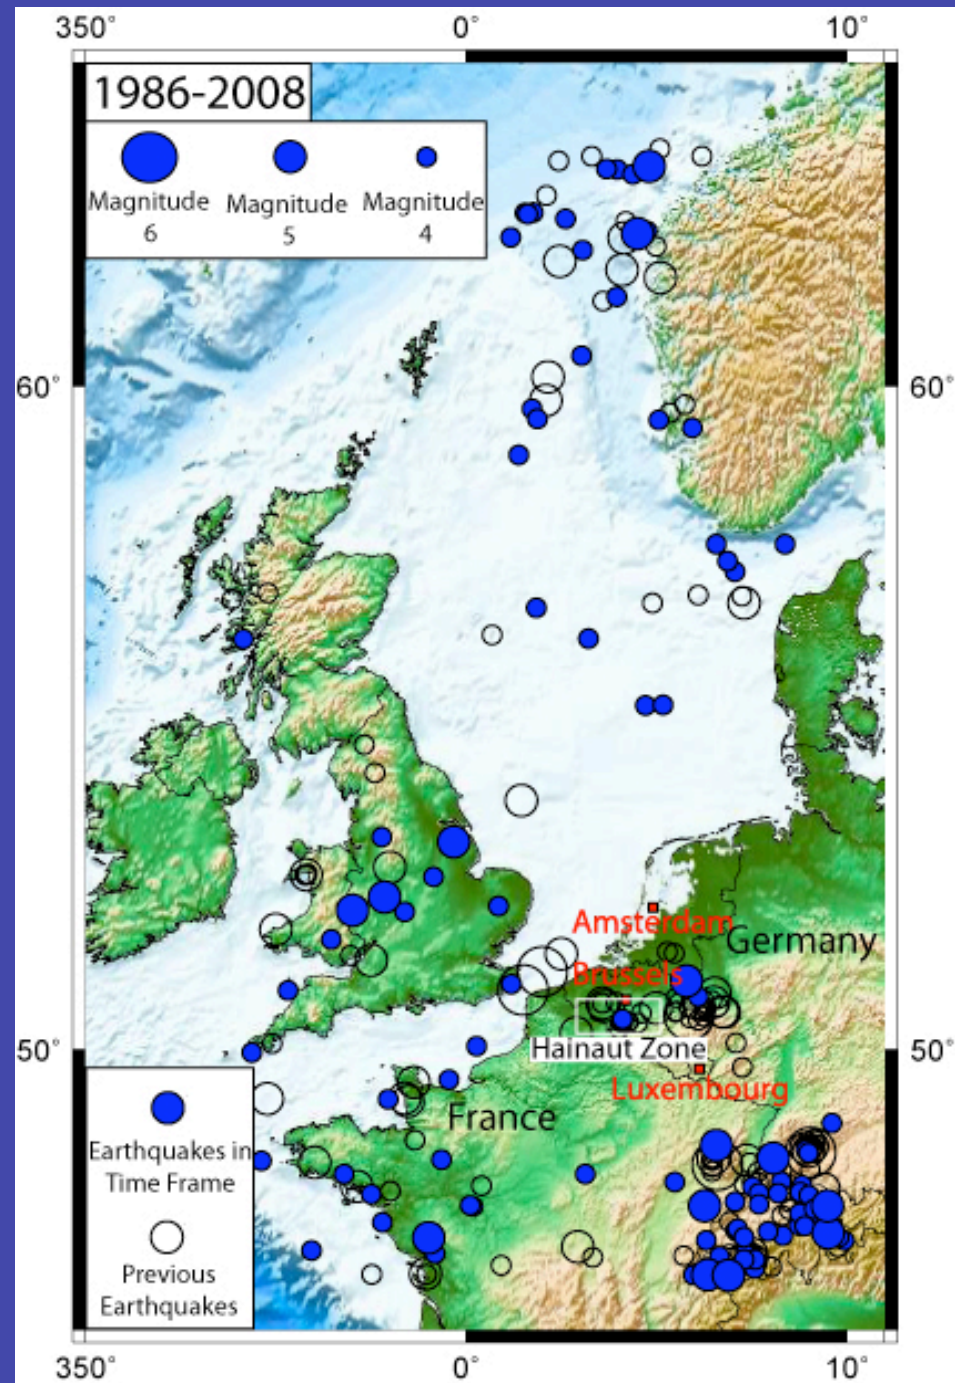 350° 0° 10°
1986-2008
Magnitude Magnitude Magnitude
6 5 4
60° 60°
Amsterdam
Germany
Brussels
50° 50°
Hainaut Zone
Luxembourg
France
Earthquakes in
Time Frame
Previous
Earthquakes
350° 0° 10°